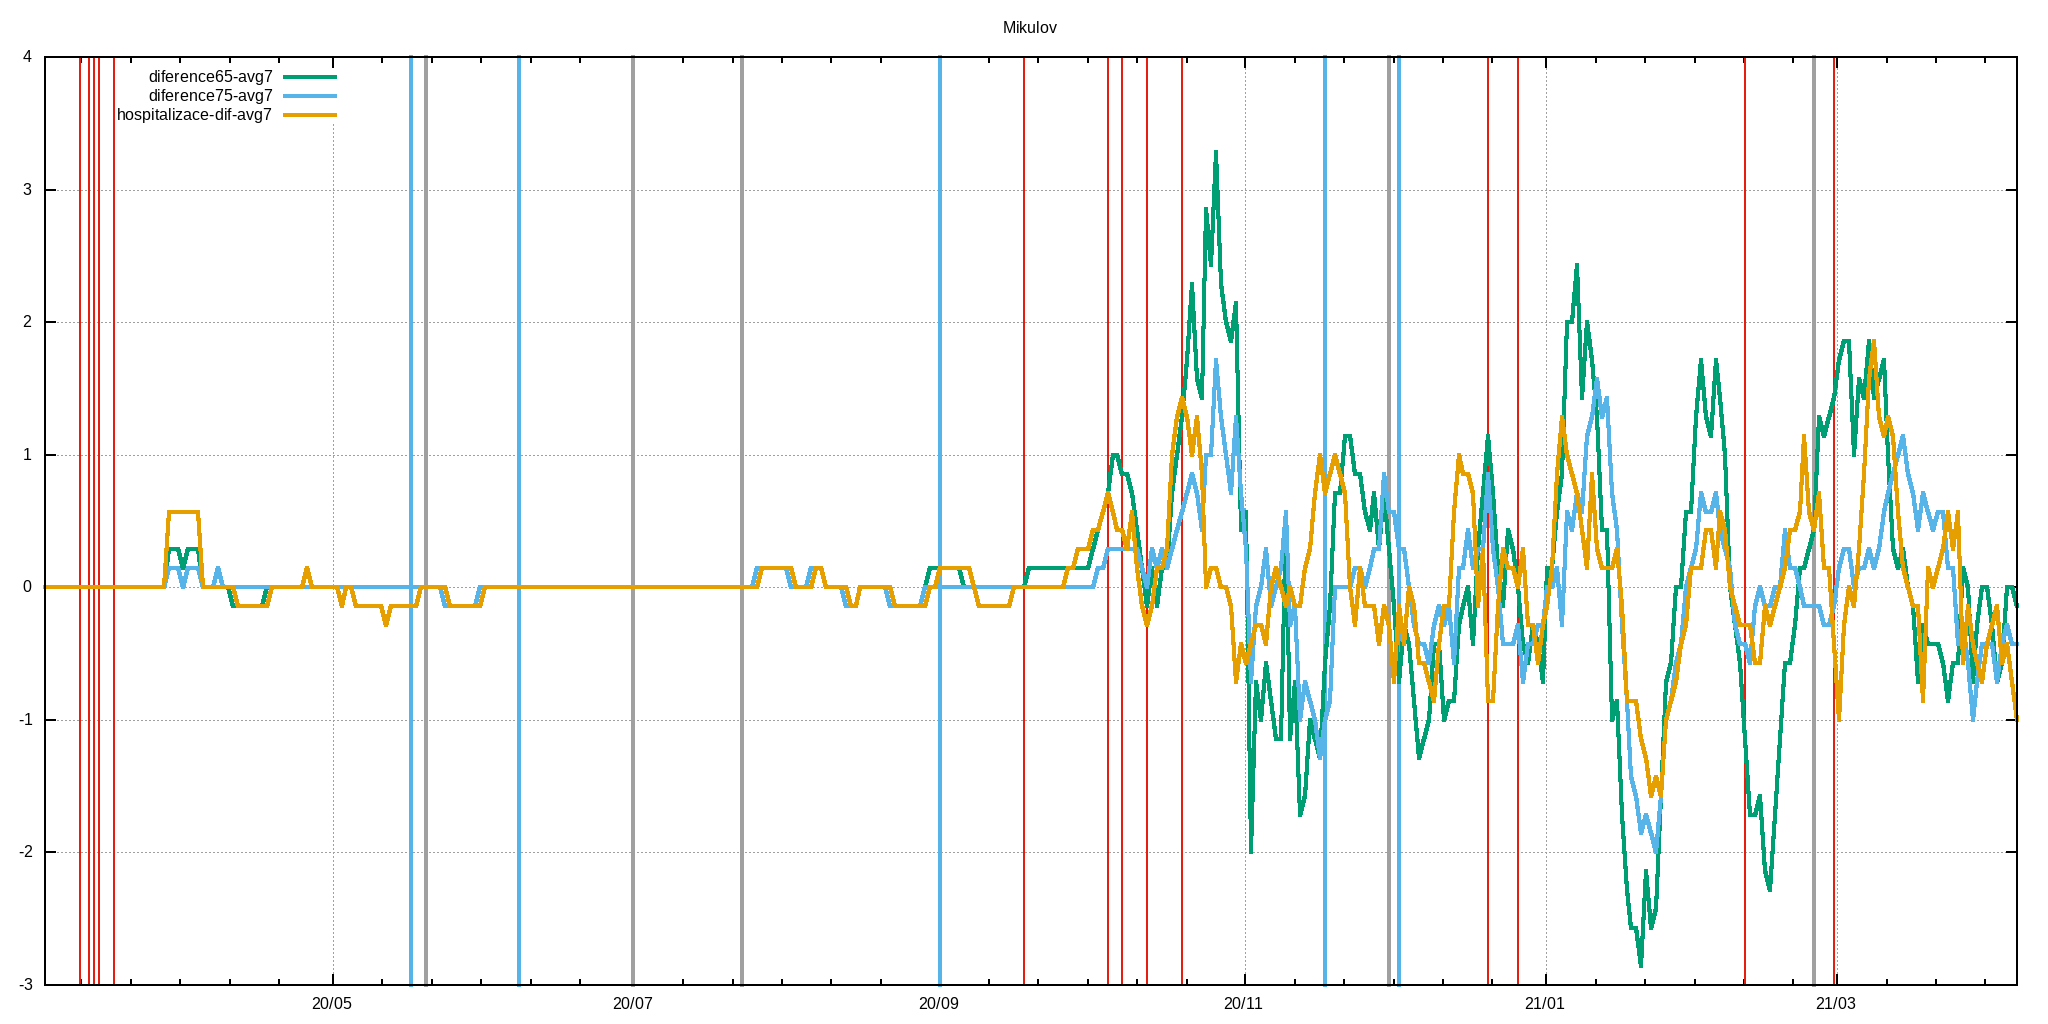 Mikulov
4
diference65-avg7
diference75-avg7
hospitalizace-dif-avg7
3
2
1
0
-1
-2
-3
20/05 20/07 20/09 20/11 21/01 21/03